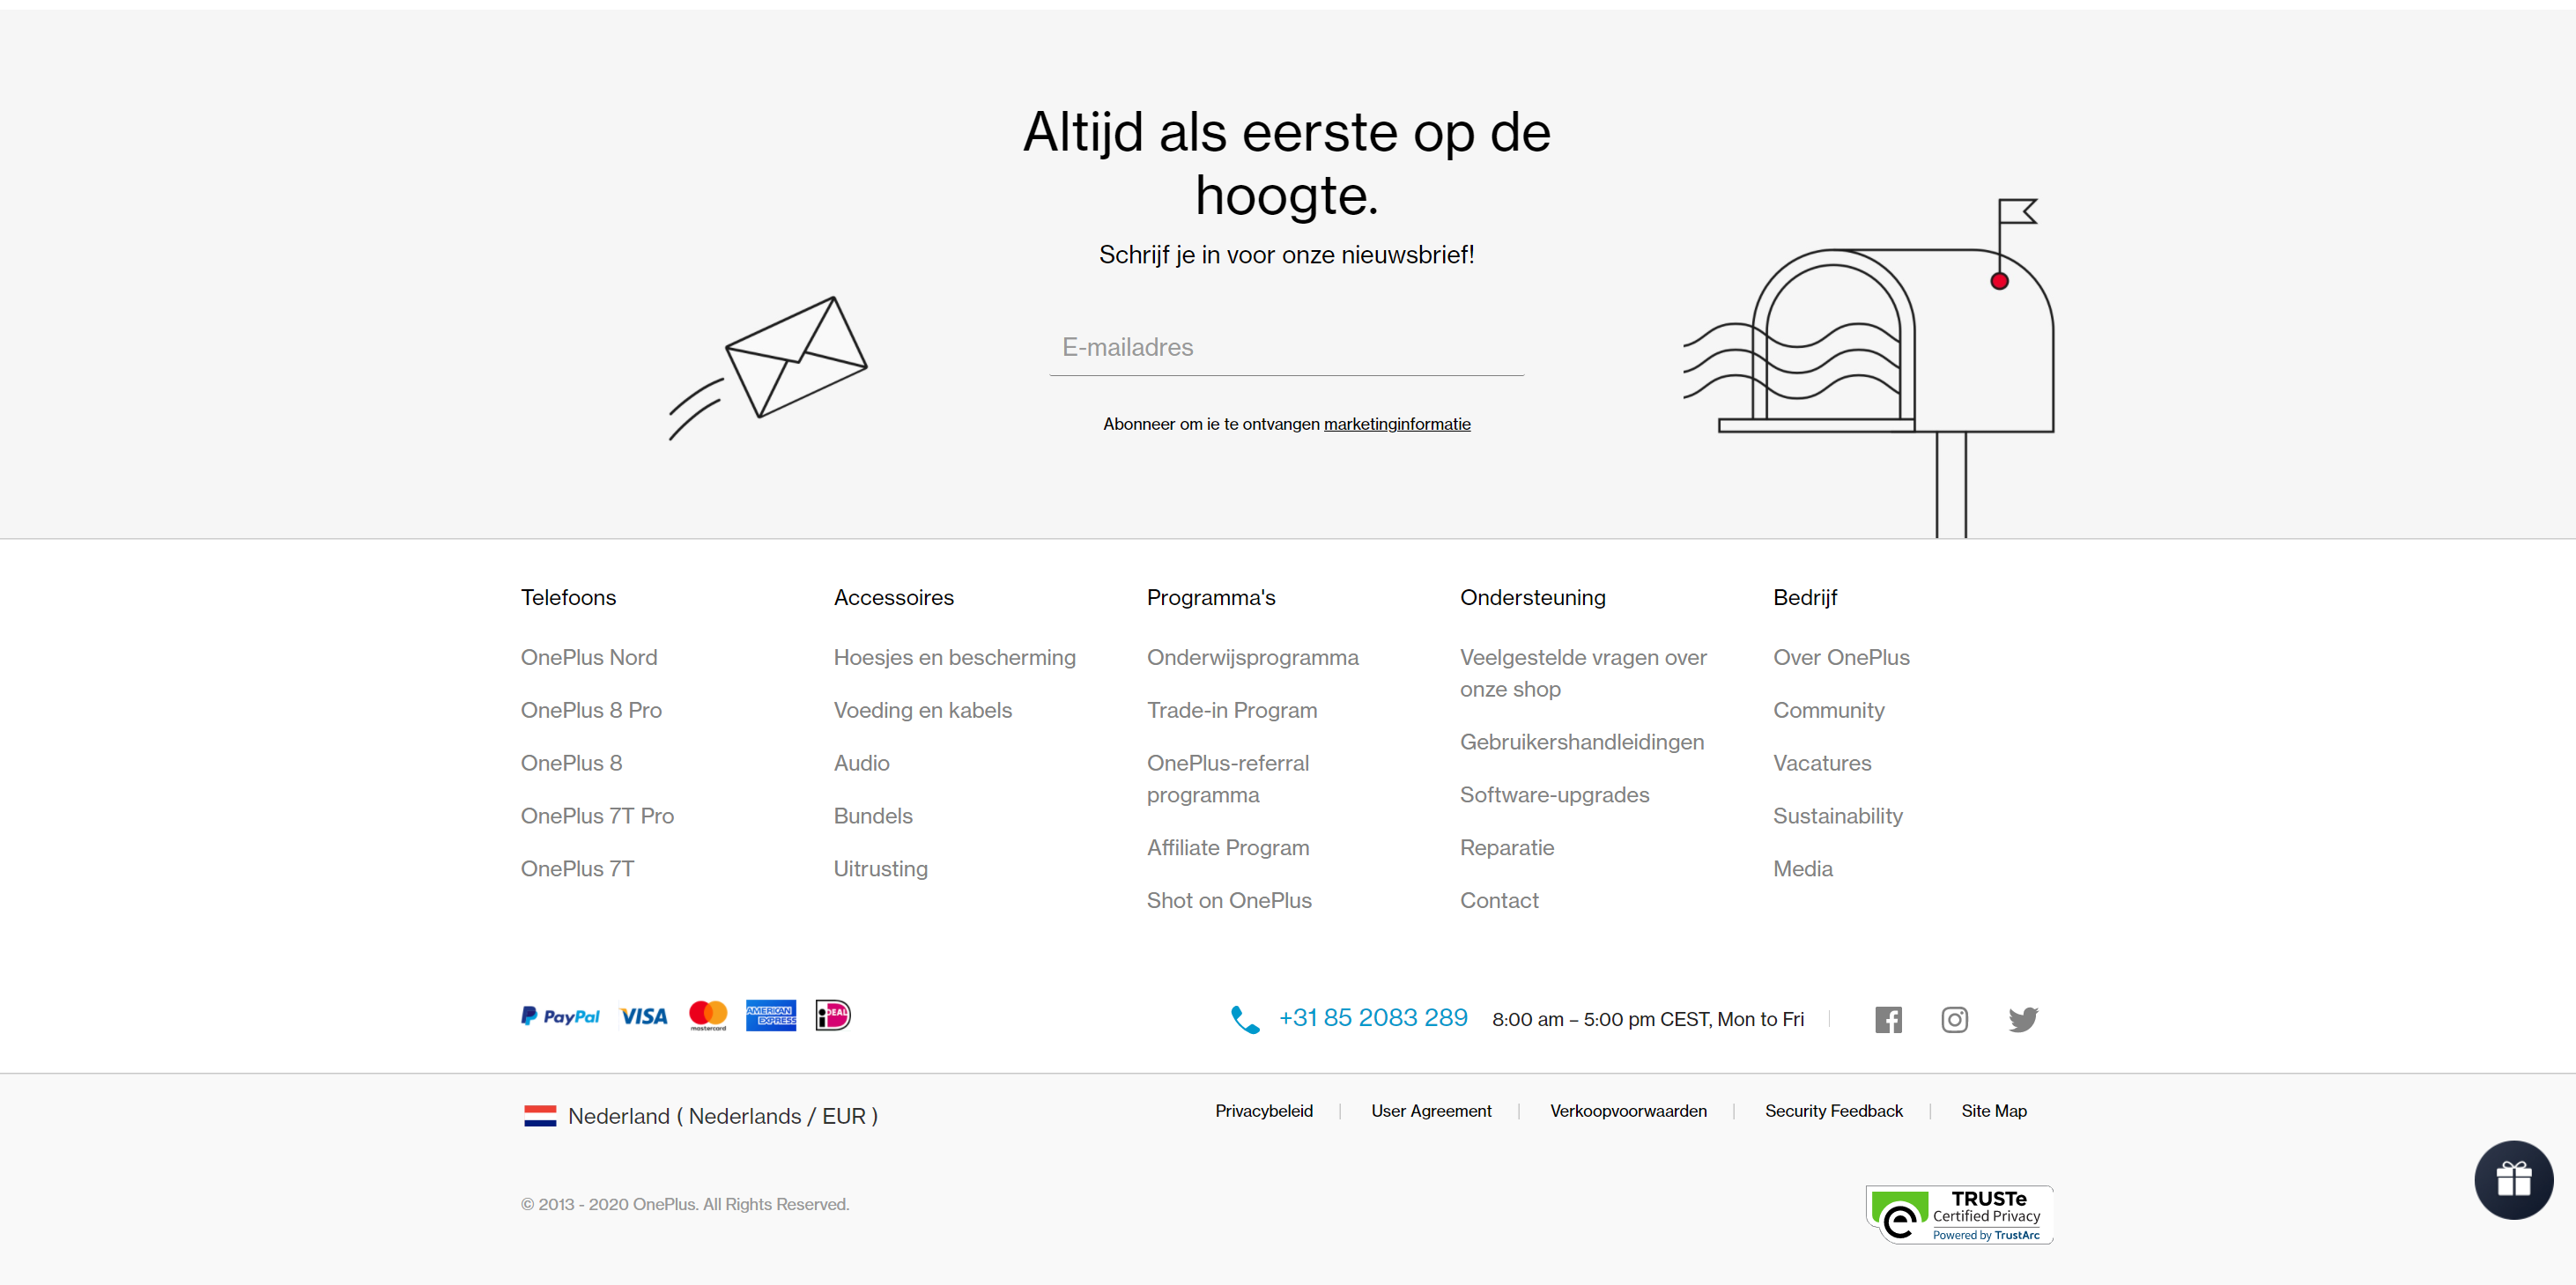 Altijd als eerste op de
hoogte.
Schrijf je in voor onze nieuwsbrief!
E-mailadres
Abonneer om ie te ontvangen marketinginformatie
Telefoons
OnePlus Nord
OnePlus 8 Pro
OnePlus 8
OnePlus 7T Pro
OnePlus 7T
Accessoires
Hoesjes en bescherming
Voeding en kabels
Audio
Bundels
Uitrusting
Programma's
Onderwijsprogramma
Trade-in Program
OnePlus-referral
programma
Affiliate Program
Shot on OnePlus
Ondersteuning
Veelgestelde vragen over
onze shop
Gebruikershandleidingen
Software-upgrades
Reparatie
Contact
Bedrijf
Over OnePlus
Community
Vacatures
Sustainability
Media
PayPal VISA mastercard AMERICAN EXPRESS iDEAL
+31 85 2083 289 8:00 am – 5:00 pm CEST, Mon to Fri
Nederland ( Nederlands / EUR )
Privacybeleid | User Agreement | Verkoopvoorwaarden | Security Feedback | Site Map
© 2013 - 2020 OnePlus. All Rights Reserved.
TRUSTe
Certified Privacy
Powered by TrustArc